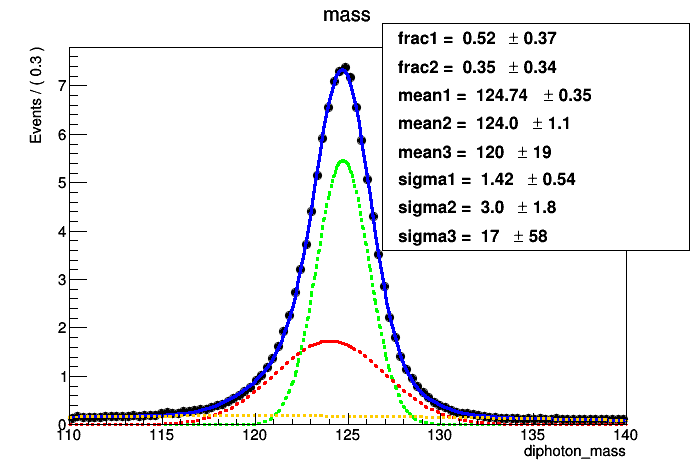 mass
frac1 = 0.52 ± 0.37
frac2 = 0.35 ± 0.34
mean1 = 124.74 ± 0.35
mean2 = 124.0 ± 1.1
mean3 = 120 ± 19
sigma1 = 1.42 ± 0.54
sigma2 = 3.0 ± 1.8
sigma3 = 17 ± 58
Events / ( 0.3 )
7
6
5
4
3
2
1
0
110 115 120 125 130 135 140
diphoton_mass